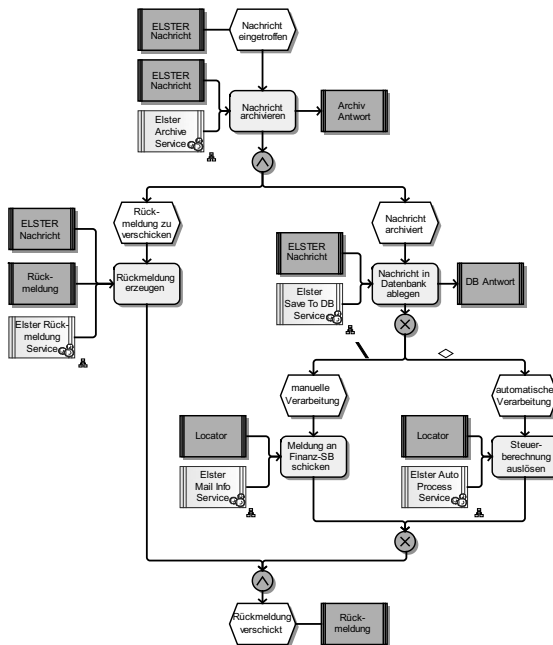 ELSTER
Nachricht
Nachricht
eingetroffen
ELSTER
Nachricht
Elster
Archive
Service
Nachricht
archivieren
Archiv
Antwort
Rück-
meldung zu
verschicken
Nachricht
archiviert
ELSTER
Nachricht
Rück-
meldung
Elster Rück-
meldung
Service
Rückmeldung
erzeugen
ELSTER
Nachricht
Elster
Save To DB
Service
Nachricht in
Datenbank
ablegen
DB Antwort
manuelle
Verarbeitung
automatische
Verarbeitung
Locator
Elster
Mail Info
Service
Meldung an
Finanz-SB
schicken
Locator
Elster Auto
Process
Service
Steuer-
berechnung
auslösen
Rückmeldung
verschickt
Rück-
meldung